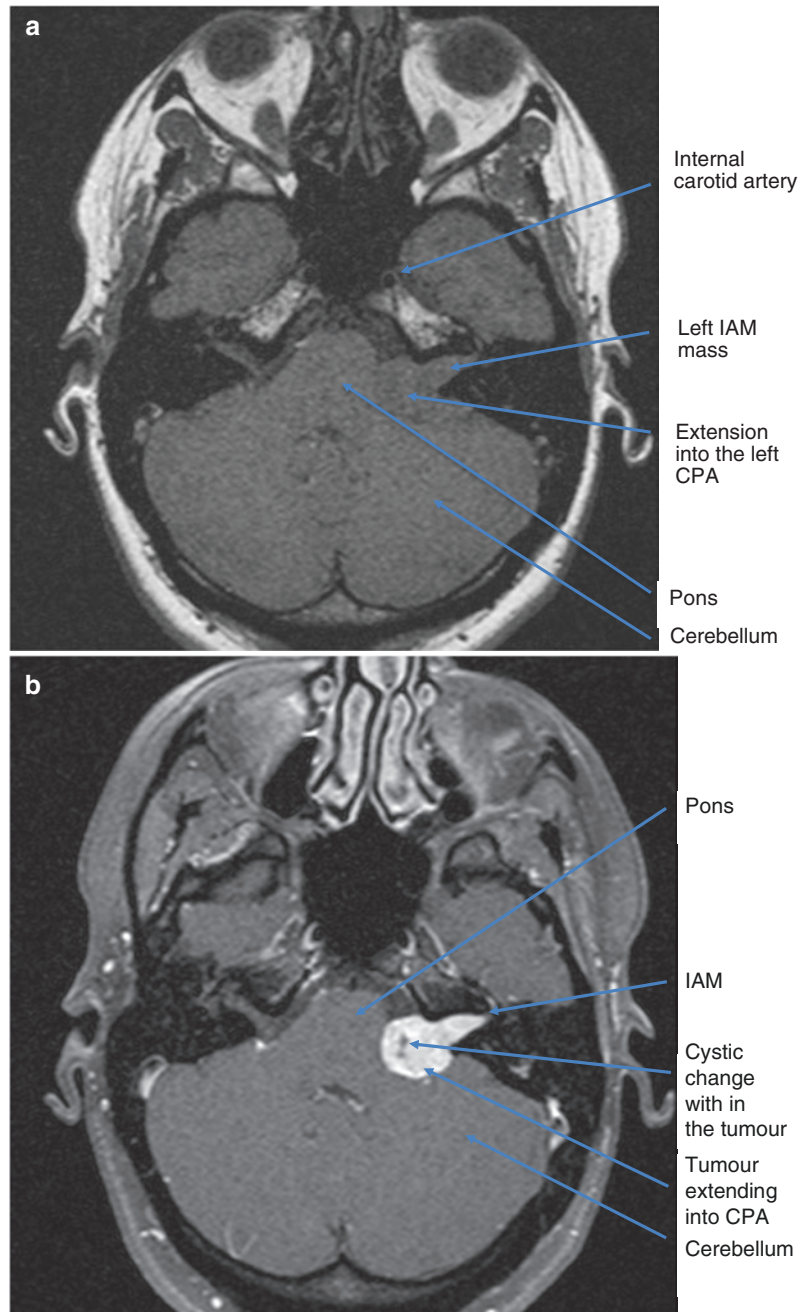 a
Internal
carotid artery
Left IAM
mass
Extension
into the left
CPA
Pons
Cerebellum
b
Pons
IAM
Cystic
change
with in
the tumour
Tumour
extending
into CPA
Cerebellum